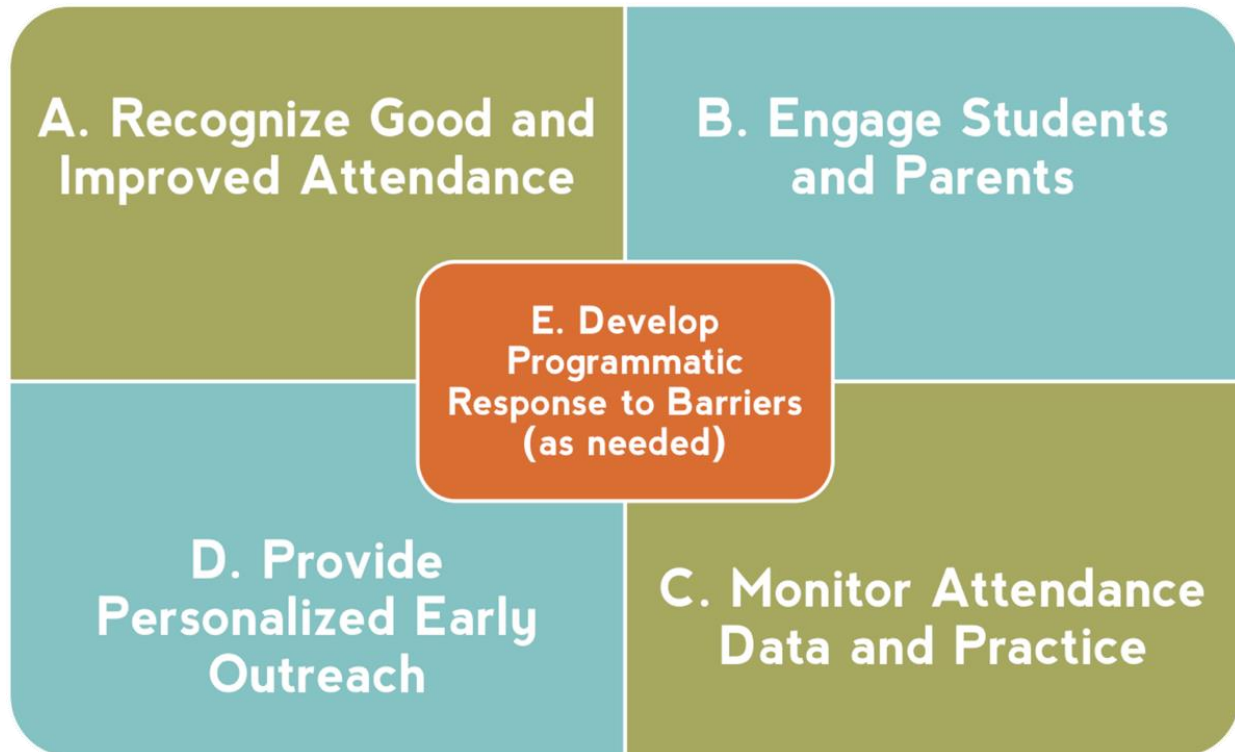 A. Recognize Good and
Improved Attendance
B. Engage Students
and Parents
E. Develop
Programmatic
Response to Barriers
(as needed)
D. Provide
Personalized Early
Outreach
C. Monitor Attendance
Data and Practice